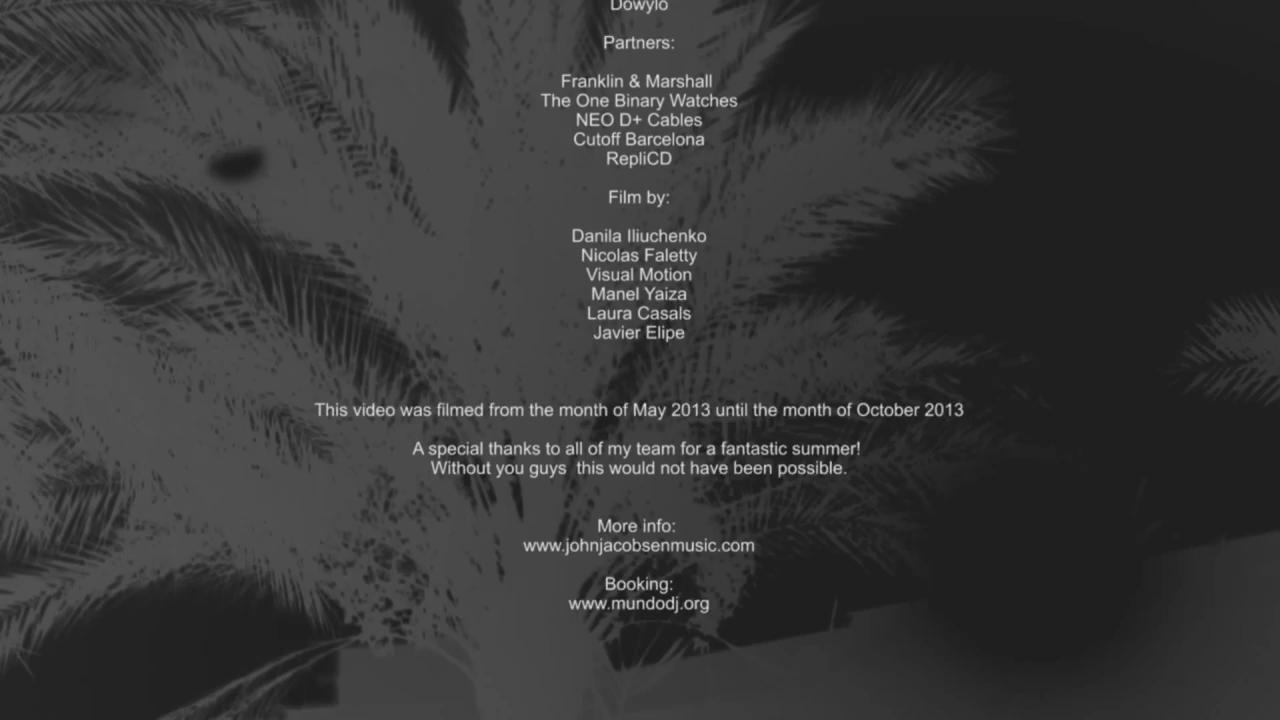 Dowylo
Partners:
Franklin & Marshall
The One Binary Watches
NEO D+ Cables
Cutoff Barcelona
RepliCD
Film by:
Danila Iliuchenko
Nicolas Faletty
Visual Motion
Manel Yaiza
Laura Casals
Javier Elipe
This video was filmed from the month of May 2013 until the month of October 2013
A special thanks to all of my team for a fantastic summer!
Without you guys  this would not have been possible.
More info:
www.johnjacobsenmusic.com
Booking:
www.mundodj.org